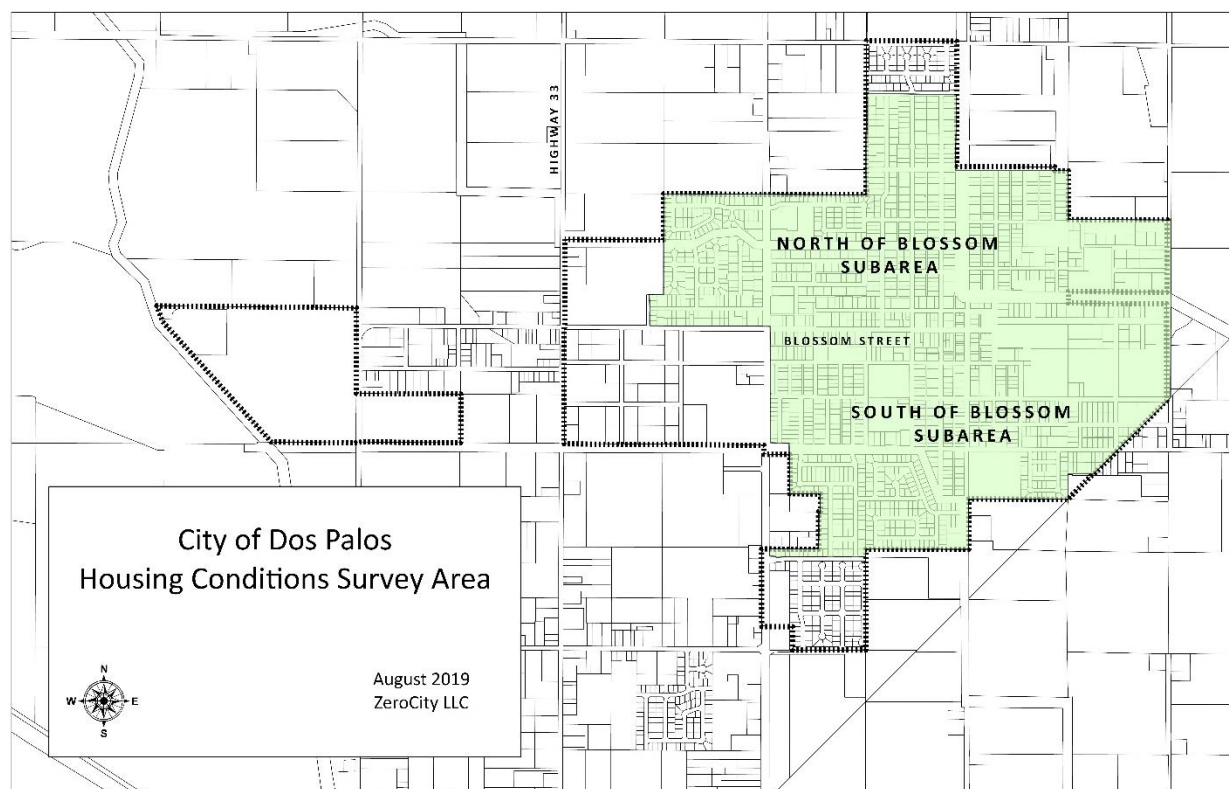 HIGHWAY 33
NORTH OF BLOSSOM
SUBAREA
BLOSSOM STREET
SOUTH OF BLOSSOM
SUBAREA
City of Dos Palos
Housing Conditions Survey Area
August 2019
ZeroCity LLC
N
W E
S